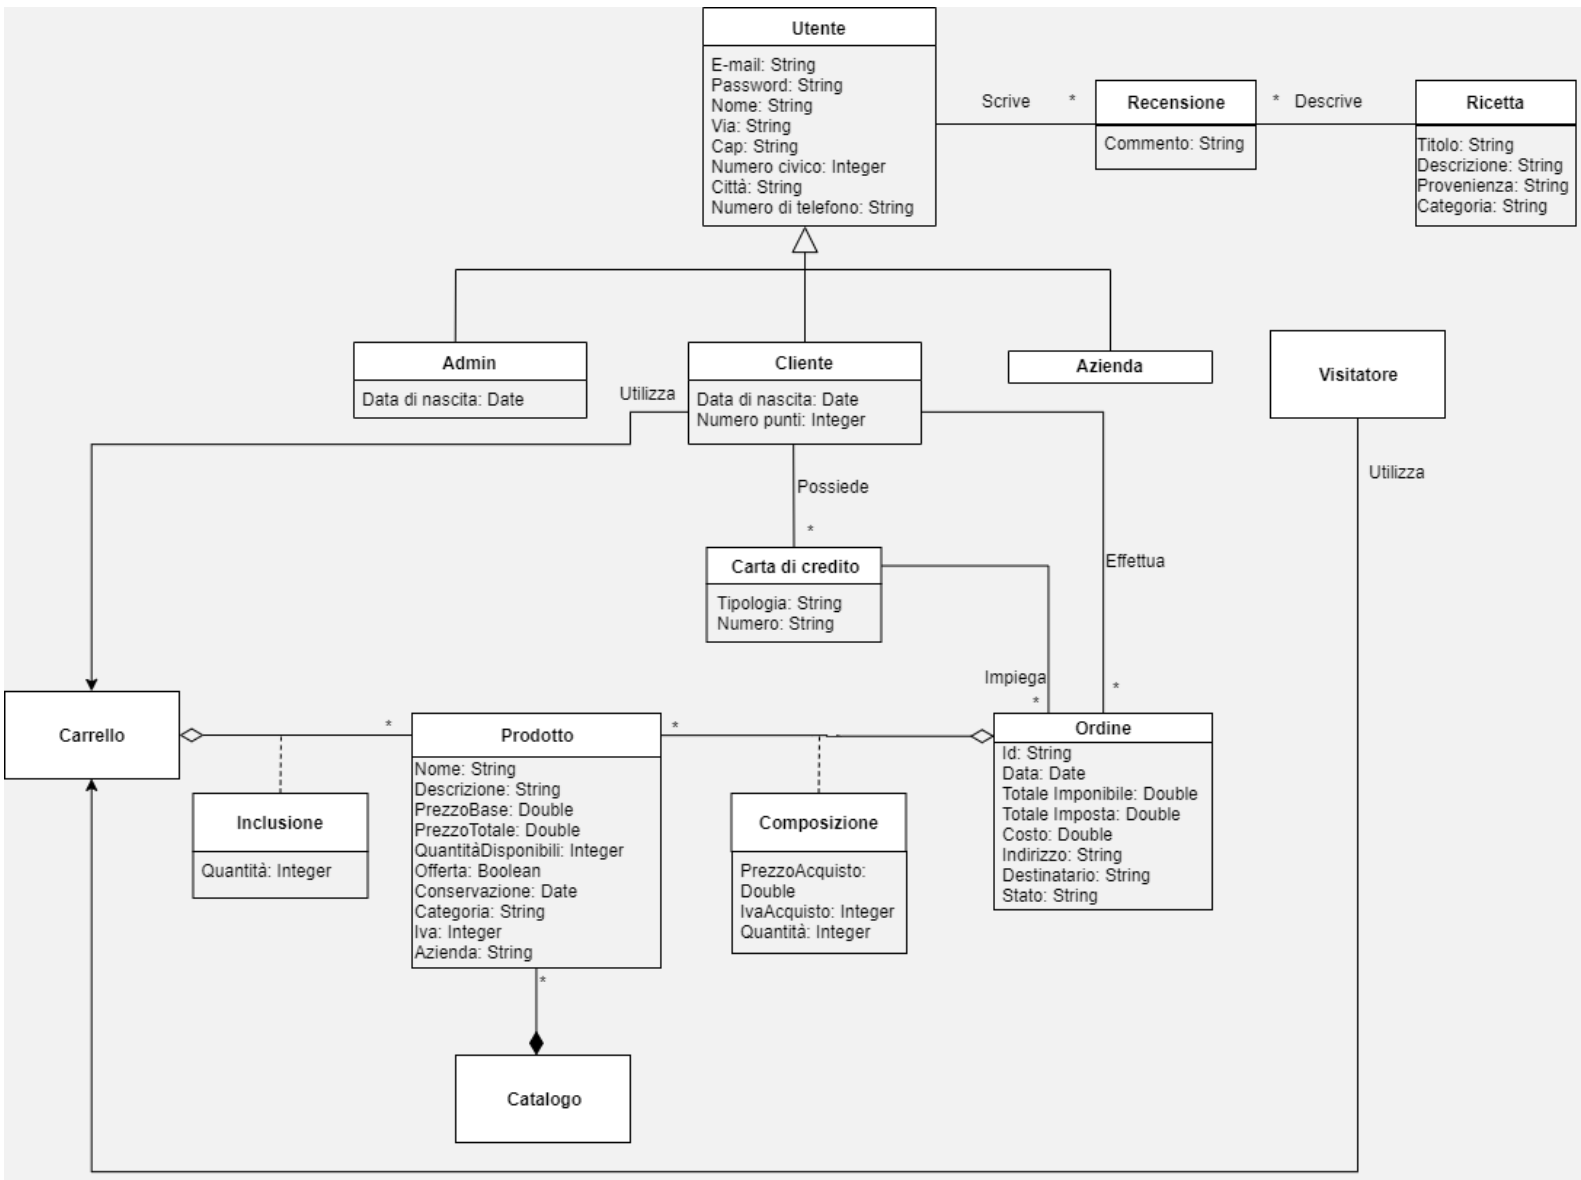 Utente
E-mail: String
Password: String
Nome: String
Via: String
Cap: String
Numero civico: Integer
Città: String
Numero di telefono: String
Scrive
*
Recensione
Commento: String
*
Descrive
Ricetta
Titolo: String
Descrizione: String
Provenienza: String
Categoria: String
Admin
Data di nascita: Date
Utilizza
Cliente
Data di nascita: Date
Numero punti: Integer
Azienda
Visitatore
Utilizza
Possiede
*
Effettua
Carta di credito
Tipologia: String
Numero: String
Impiega
*
*
Carrello
*
Prodotto
Nome: String
Descrizione: String
PrezzoBase: Double
PrezzoTotale: Double
QuantitàDisponibili: Integer
Offerta: Boolean
Conservazione: Date
Categoria: String
Iva: Integer
Azienda: String
*
Ordine
Id: String
Data: Date
Totale Imponibile: Double
Totale Imposta: Double
Costo: Double
Indirizzo: String
Destinatario: String
Stato: String
Inclusione
Quantità: Integer
Composizione
PrezzoAcquisto:
Double
IvaAcquisto: Integer
Quantità: Integer
*
Catalogo